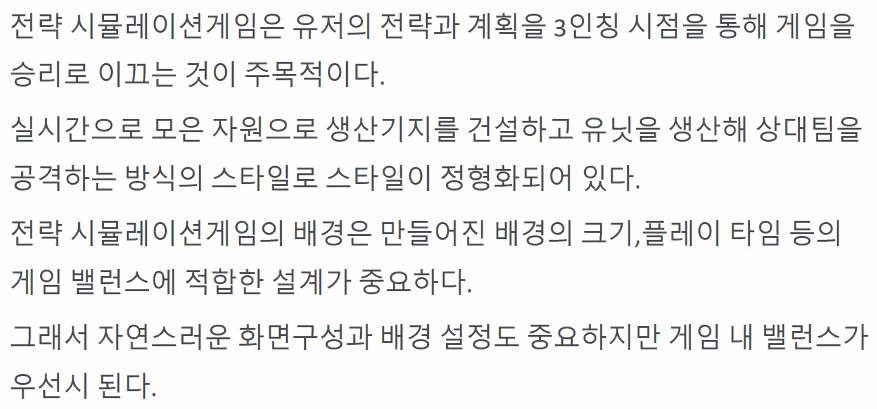 전략 시뮬레이션게임은 유저의 전략과 계획을 3인칭 시점을 통해 게임을
승리로 이끄는 것이 주목적이다.
실시간으로 모은 자원으로 생산기지를 건설하고 유닛을 생산해 상대팀을
공격하는 방식의 스타일로 스타일이 정형화되어 있다.
전략 시뮬레이션게임의 배경은 만들어진 배경의 크기,플레이 타임 등의
게임 밸런스에 적합한 설계가 중요하다.
그래서 자연스러운 화면구성과 배경 설정도 중요하지만 게임 내 밸런스가
우선시 된다.